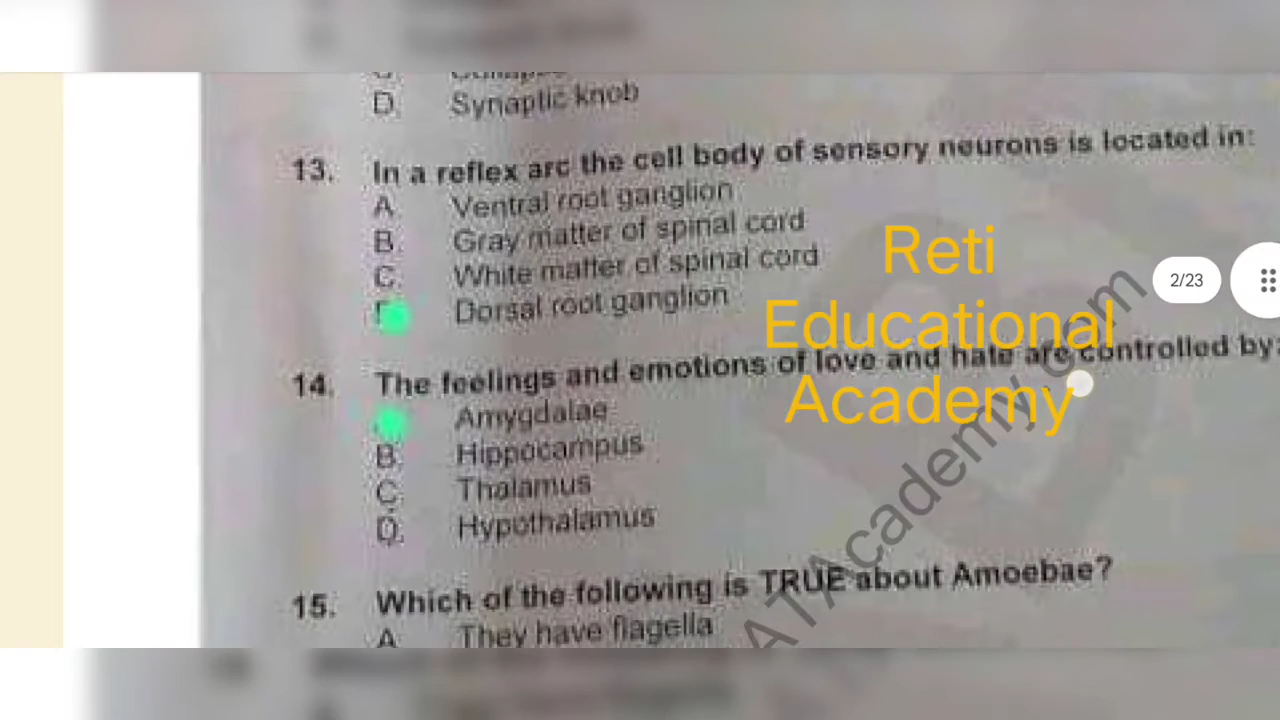 D. Synaptic knob
13. In a reflex arc the cell body of sensory neurons is located in:
A Ventral root ganglion
B. Gray matter of spinal cord
C. White matter of spinal cord
Dorsal root ganglion
14. The feelings and emotions of love and hate are controlled by:
Amygdalae
B. Hippocampus
C. Thalamus
D. Hypothalamus
15. Which of the following is TRUE about Amoebae?
A They have flagella
Reti
Educational
Academy
2/23
ATAcademy.com